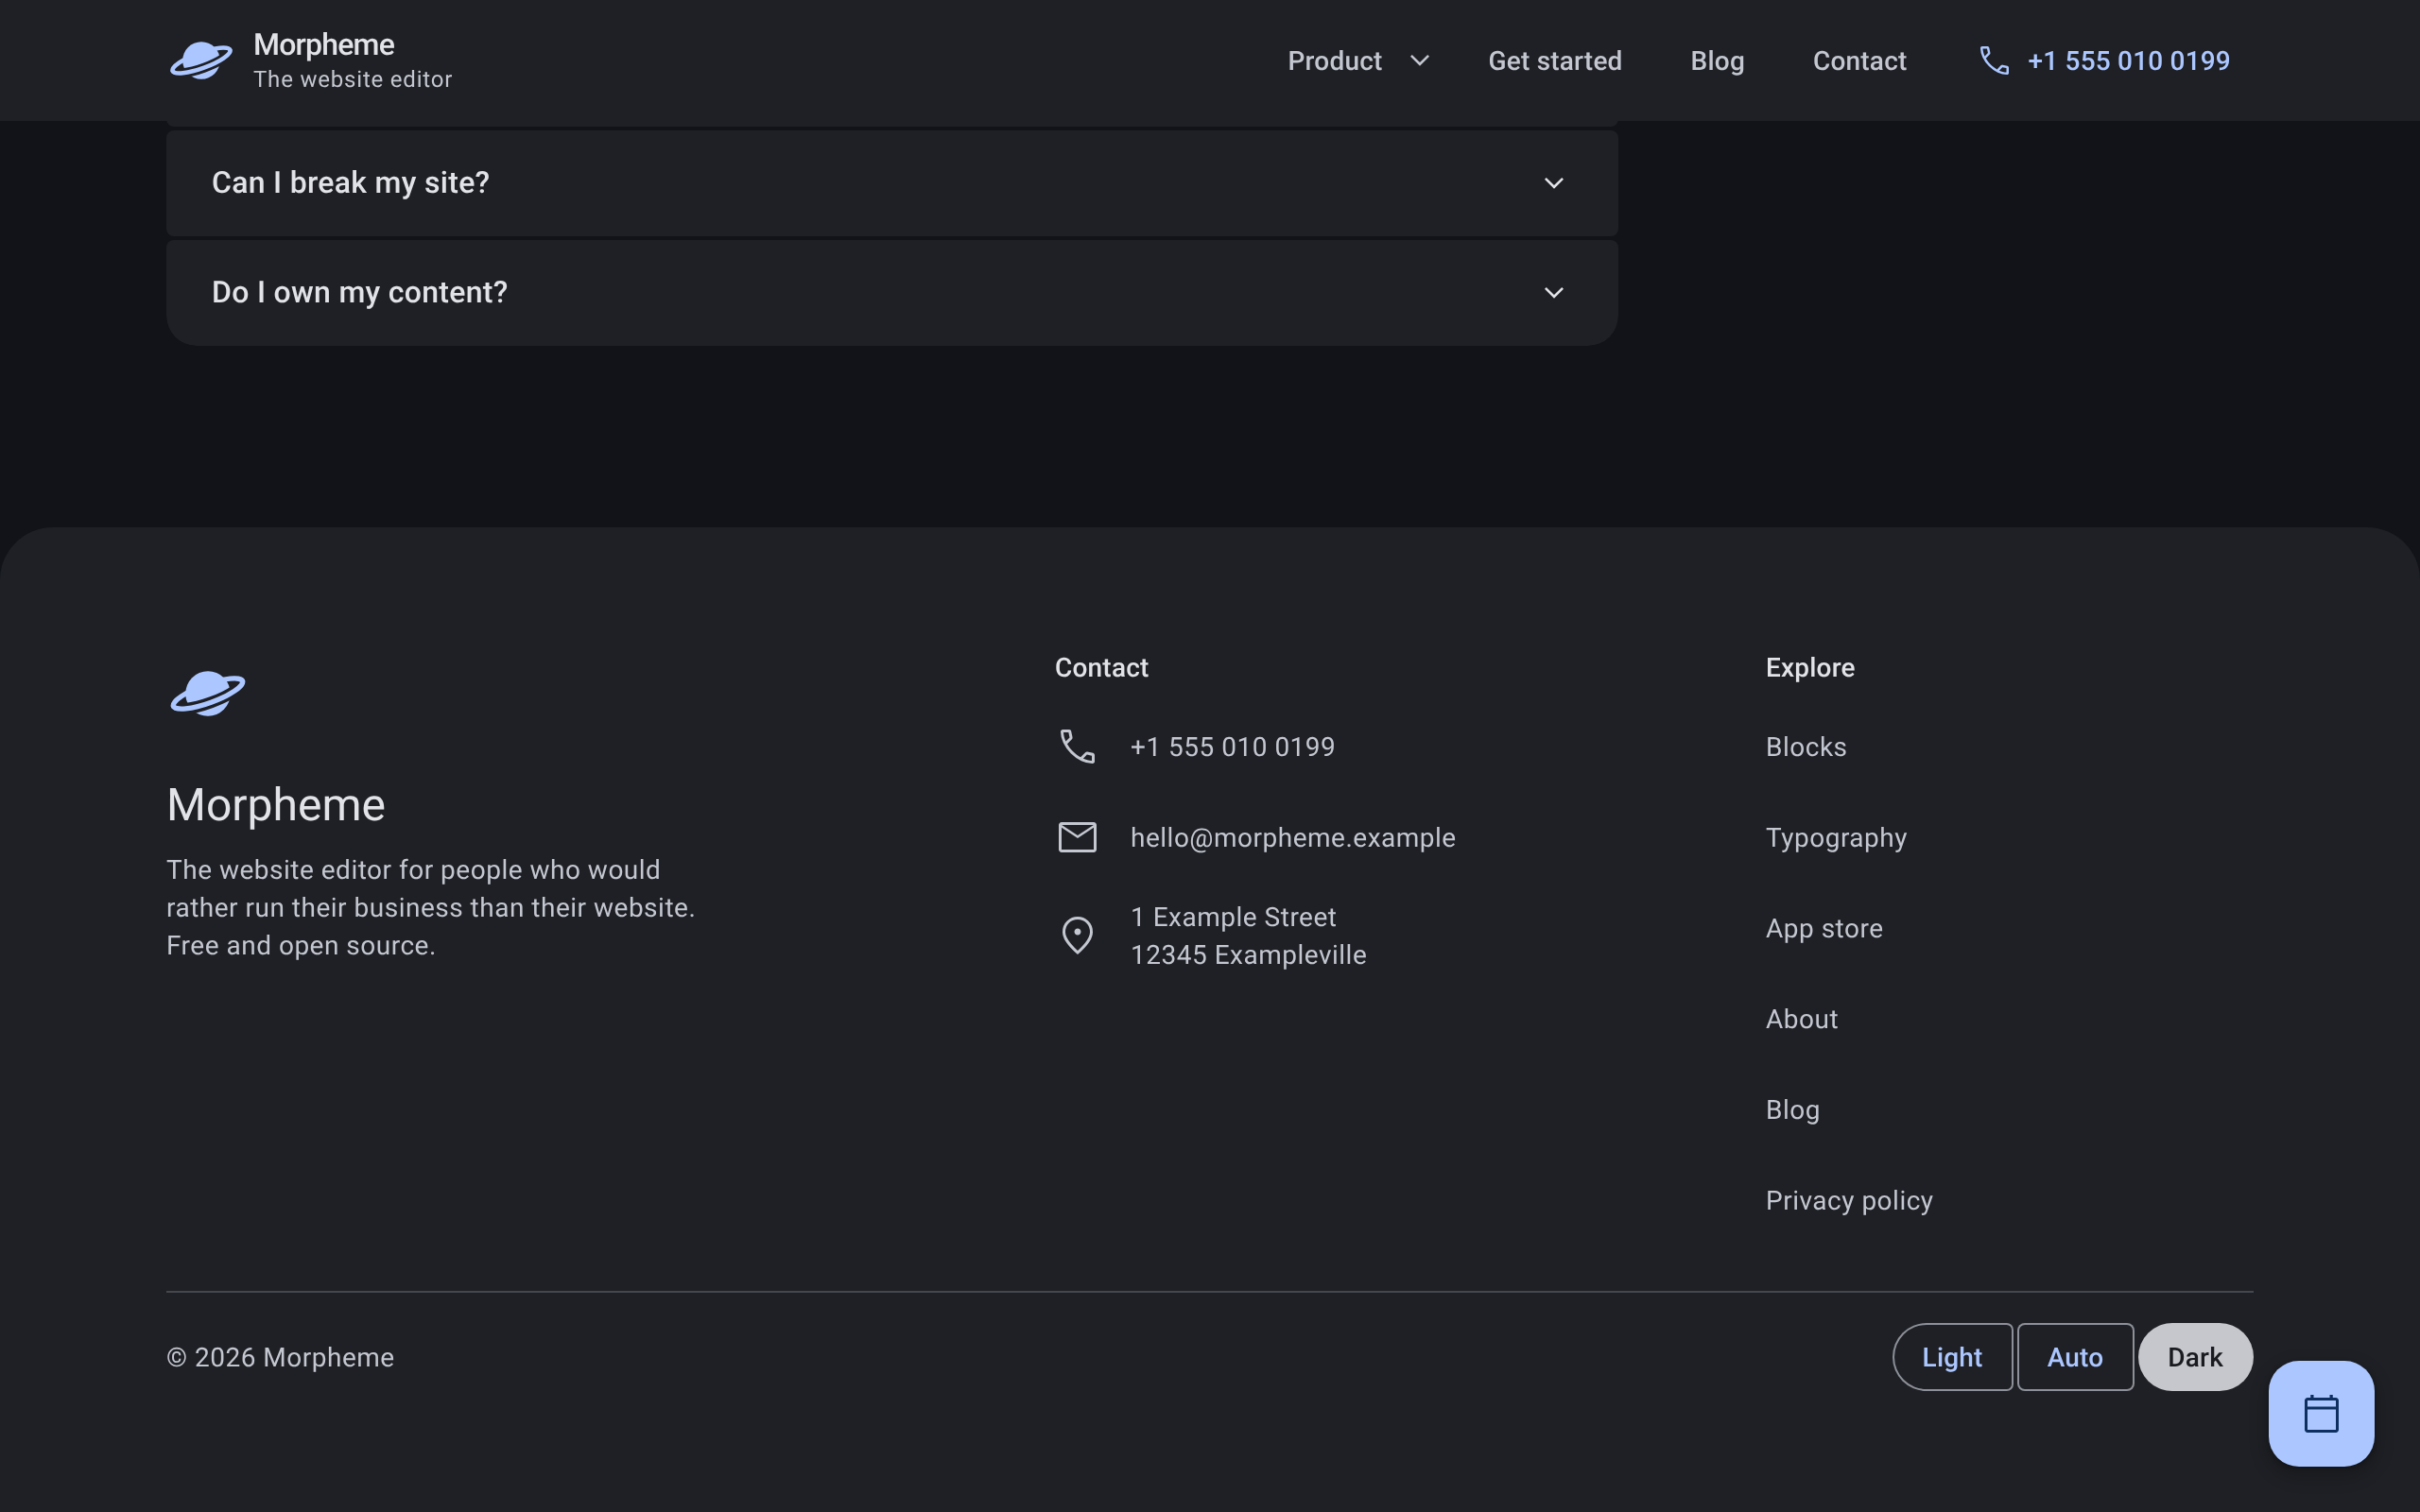 Morpheme
The website editor
Product
Get started
Blog
Contact
+1 555 010 0199
Can I break my site?
Do I own my content?
Morpheme
The website editor for people who would
rather run their business than their website.
Free and open source.
Contact
+1 555 010 0199
hello@morpheme.example
1 Example Street
12345 Exampleville
Explore
Blocks
Typography
App store
About
Blog
Privacy policy
© 2026 Morpheme
Light
Auto
Dark